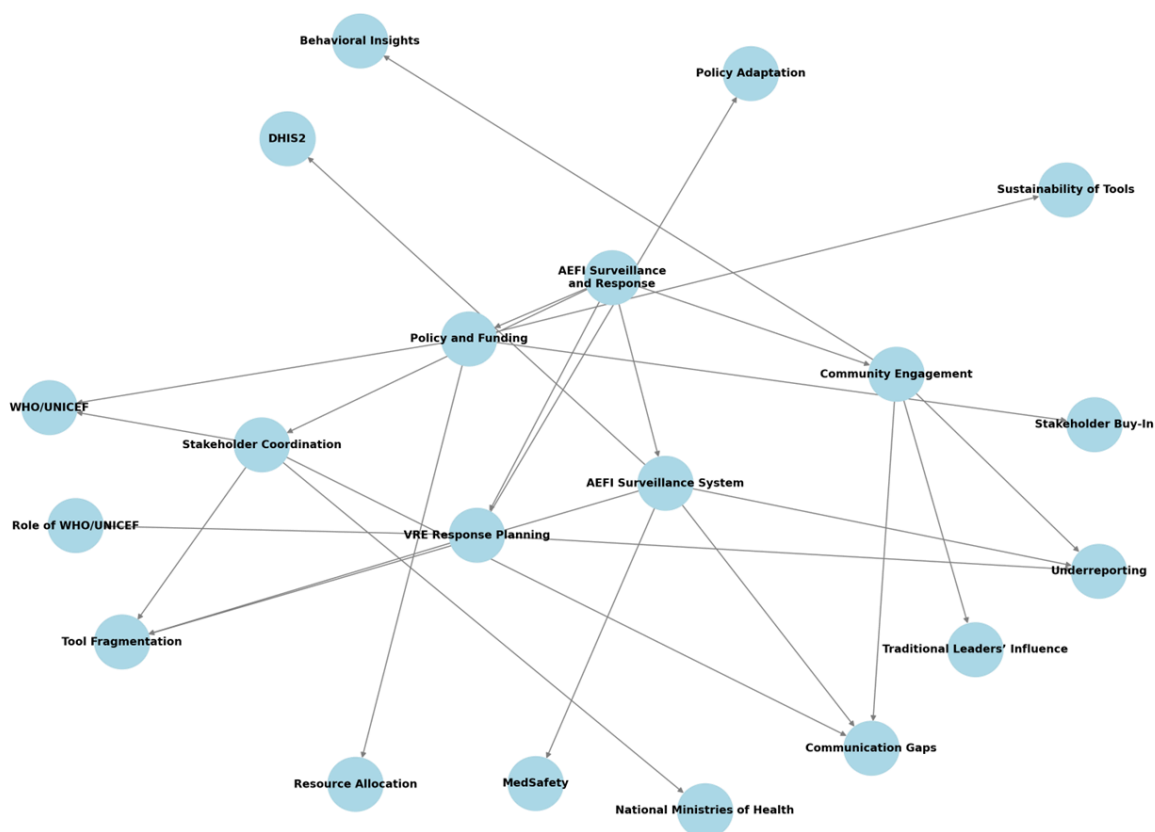 Behavioral Insights
Policy Adaptation
DHIS2
Sustainability of Tools
AEFI Surveillance
and Response
Policy and Funding
Community Engagement
WHO/UNICEF
Stakeholder Buy-In
Stakeholder Coordination
AEFI Surveillance System
Role of WHO/UNICEF
VRE Response Planning
Underreporting
Tool Fragmentation
Traditional Leaders’ Influence
Communication Gaps
Resource Allocation
MedSafety
National Ministries of Health